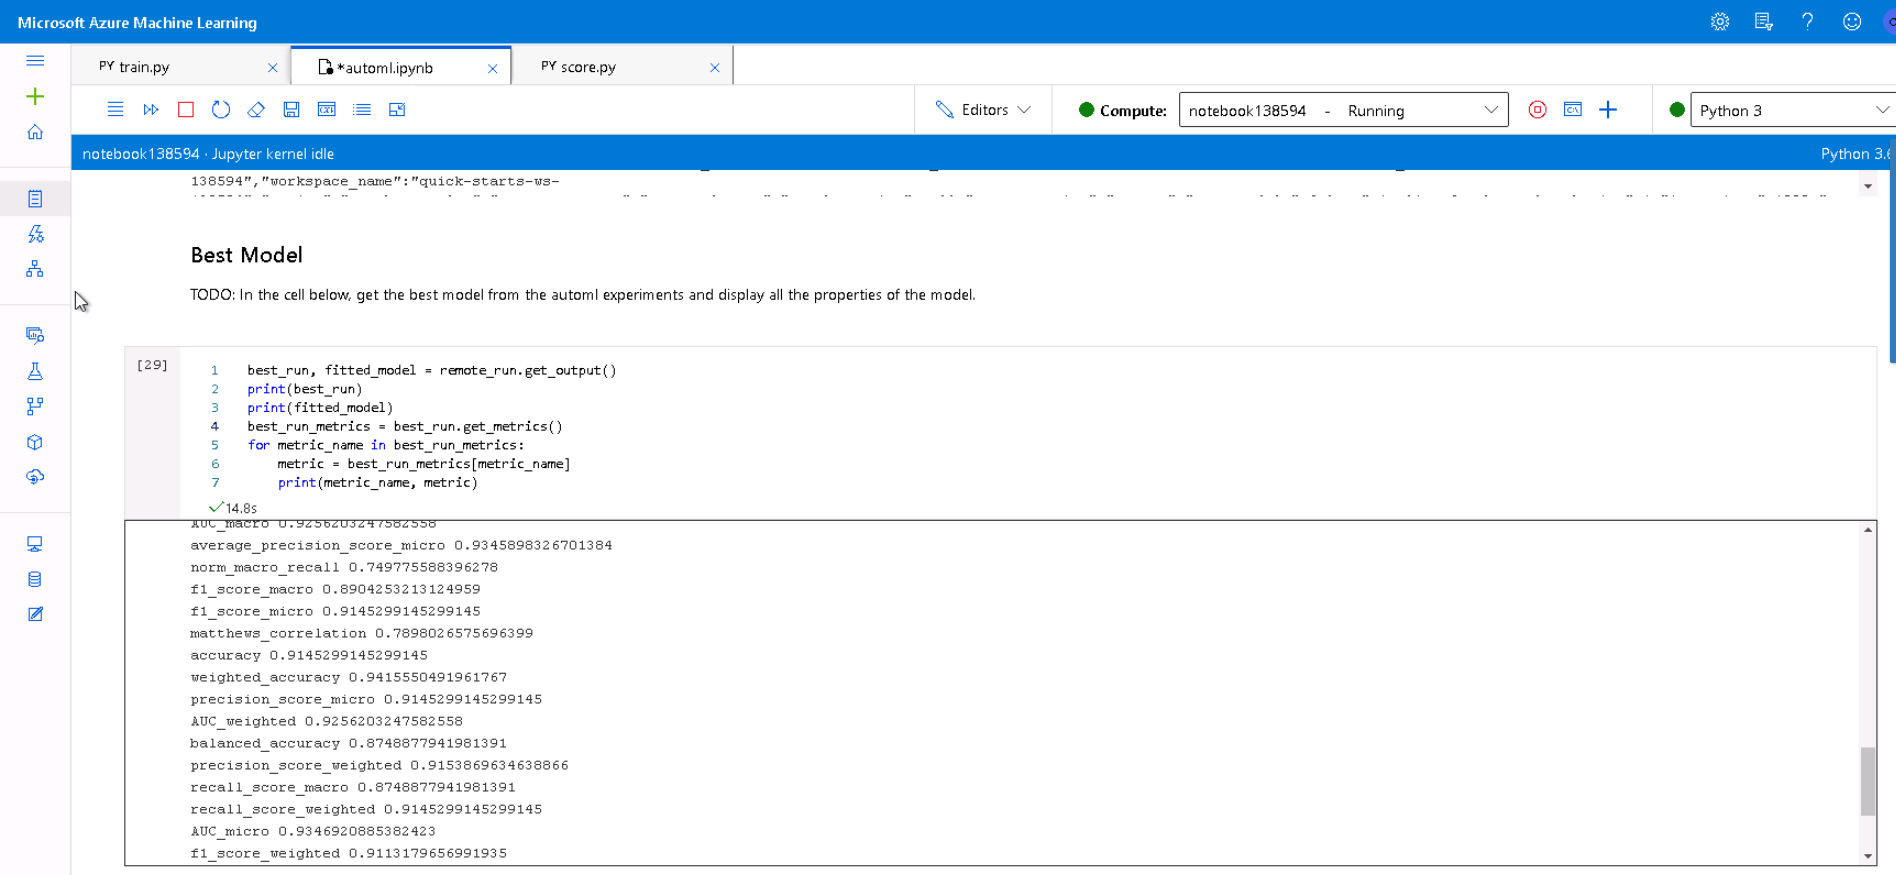 Microsoft Azure Machine Learning
PY train.py
*automl.ipynb
PY score.py
Editors
Compute:
notebook138594 - Running
Python 3
notebook138594 · Jupyter kernel idle
Python 3.6
138594","workspace_name":"quick-starts-ws-
Best Model
TODO: In the cell below, get the best model from the automl experiments and display all the properties of the model.
[29]
1 best_run, fitted_model = remote_run.get_output()
2 print(best_run)
3 print(fitted_model)
4 best_run_metrics = best_run.get_metrics()
5 for metric_name in best_run_metrics:
6 metric = best_run_metrics[metric_name]
7 print(metric_name, metric)
14.8s
AUC_macro 0.9256203247582558
average_precision_score_micro 0.9345898326701384
norm_macro_recall 0.749775588396278
f1_score_macro 0.8904253213124959
f1_score_micro 0.9145299145299145
matthews_correlation 0.7898026575696399
accuracy 0.9145299145299145
weighted_accuracy 0.9415550491961767
precision_score_micro 0.9145299145299145
AUC_weighted 0.9256203247582558
balanced_accuracy 0.8748877941981391
precision_score_weighted 0.9153869634638866
recall_score_macro 0.8748877941981391
recall_score_weighted 0.9145299145299145
AUC_micro 0.9346920885382423
f1_score_weighted 0.9113179656991935